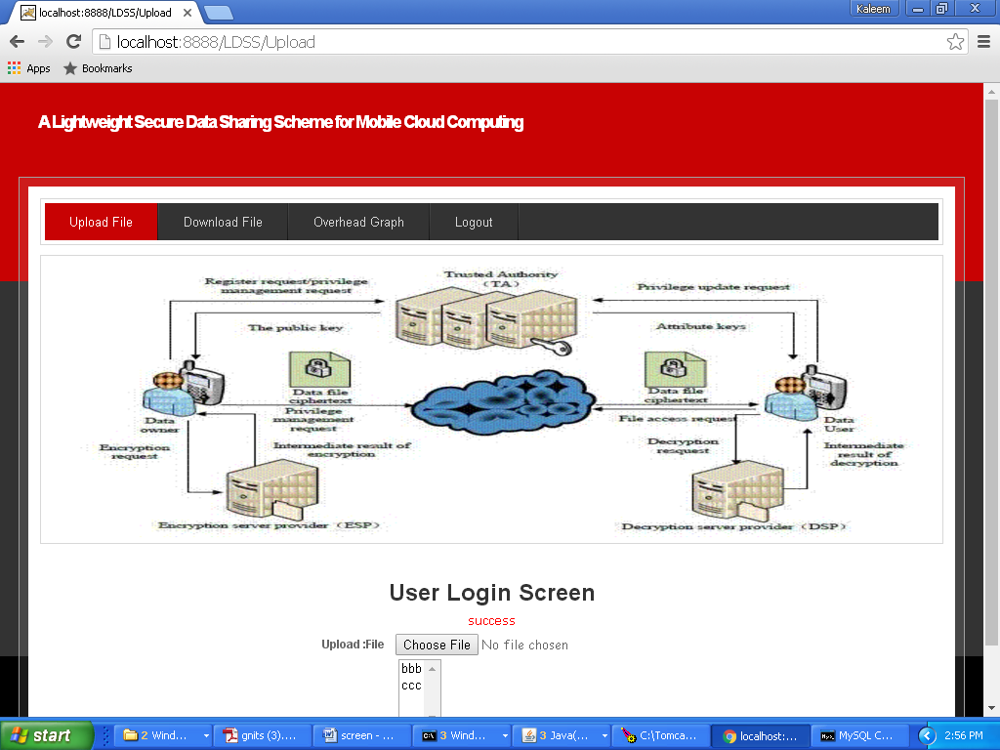 localhost:8888/LDSS/Upload
Kaleem
localhost:8888/LDSS/Upload
Apps Bookmarks
A Lightweight Secure Data Sharing Scheme for Mobile Cloud Computing
Upload File Download File Overhead Graph Logout
Trusted Authority
(TA)
Register request/privilege
management request
Privilege update request
The public key
Attribute keys
Data file
ciphertext
Privilege
management
request
Data file
ciphertext
File access request
Data
owner
Data
User
Encryption
request
Intermediate result of
encryption
Decryption
resquest
Intermediate
result of
decryption
Encryption server provider (ESP)
Decryption server provider (DSP)
User Login Screen
success
Upload :File Choose File No file chosen
bbb
ccc
start 2 Wind... gnits (3).... screen - ... 3 Wind... 3 Java(... C:\Tomca... localhost:... MySQL C... 2:56 PM